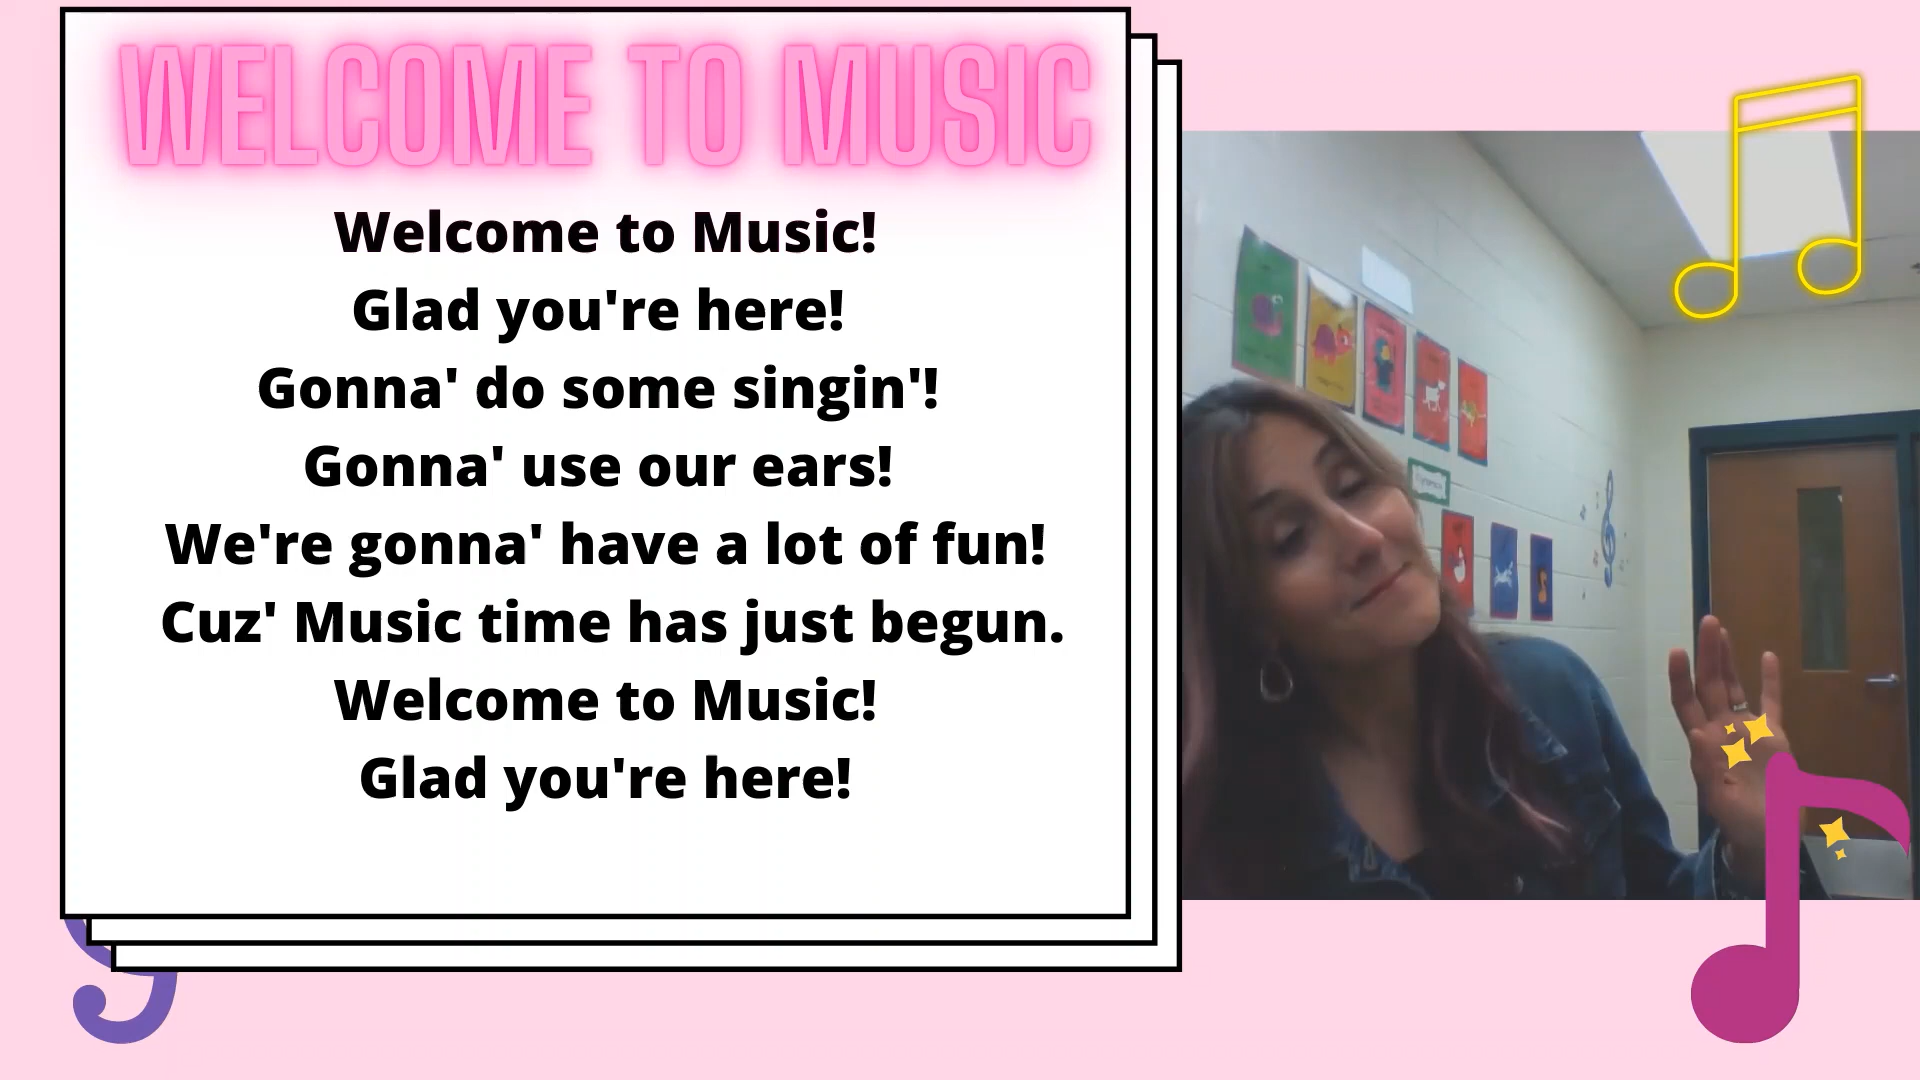 WELCOME TO MUSIC
Welcome to Music!
Glad you're here!
Gonna' do some singin'!
Gonna' use our ears!
We're gonna' have a lot of fun!
Cuz' Music time has just begun.
Welcome to Music!
Glad you're here!